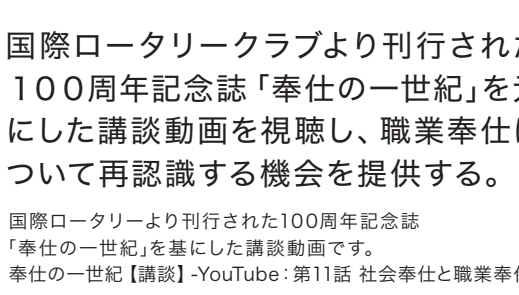 国際ロータリークラブより刊行された
100周年記念誌「奉仕の一世紀」を元
にした講談動画を視聴し、職業奉仕に
ついて再認識する機会を提供する。
国際ロータリーより刊行された100周年記念誌
「奉仕の一世紀」を基にした講談動画です。
奉仕の一世紀【講談】-YouTube：第11話 社会奉仕と職業奉仕